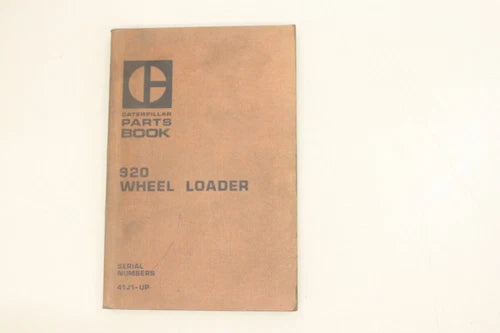 CATERPILLAR
PARTS
BOOK
920
WHEEL LOADER
SERIAL
NUMBERS
41J1-UP